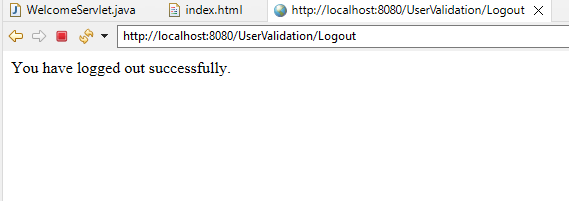 WelcomeServlet.java index.html http://localhost:8080/UserValidation/Logout
http://localhost:8080/UserValidation/Logout
You have logged out successfully.